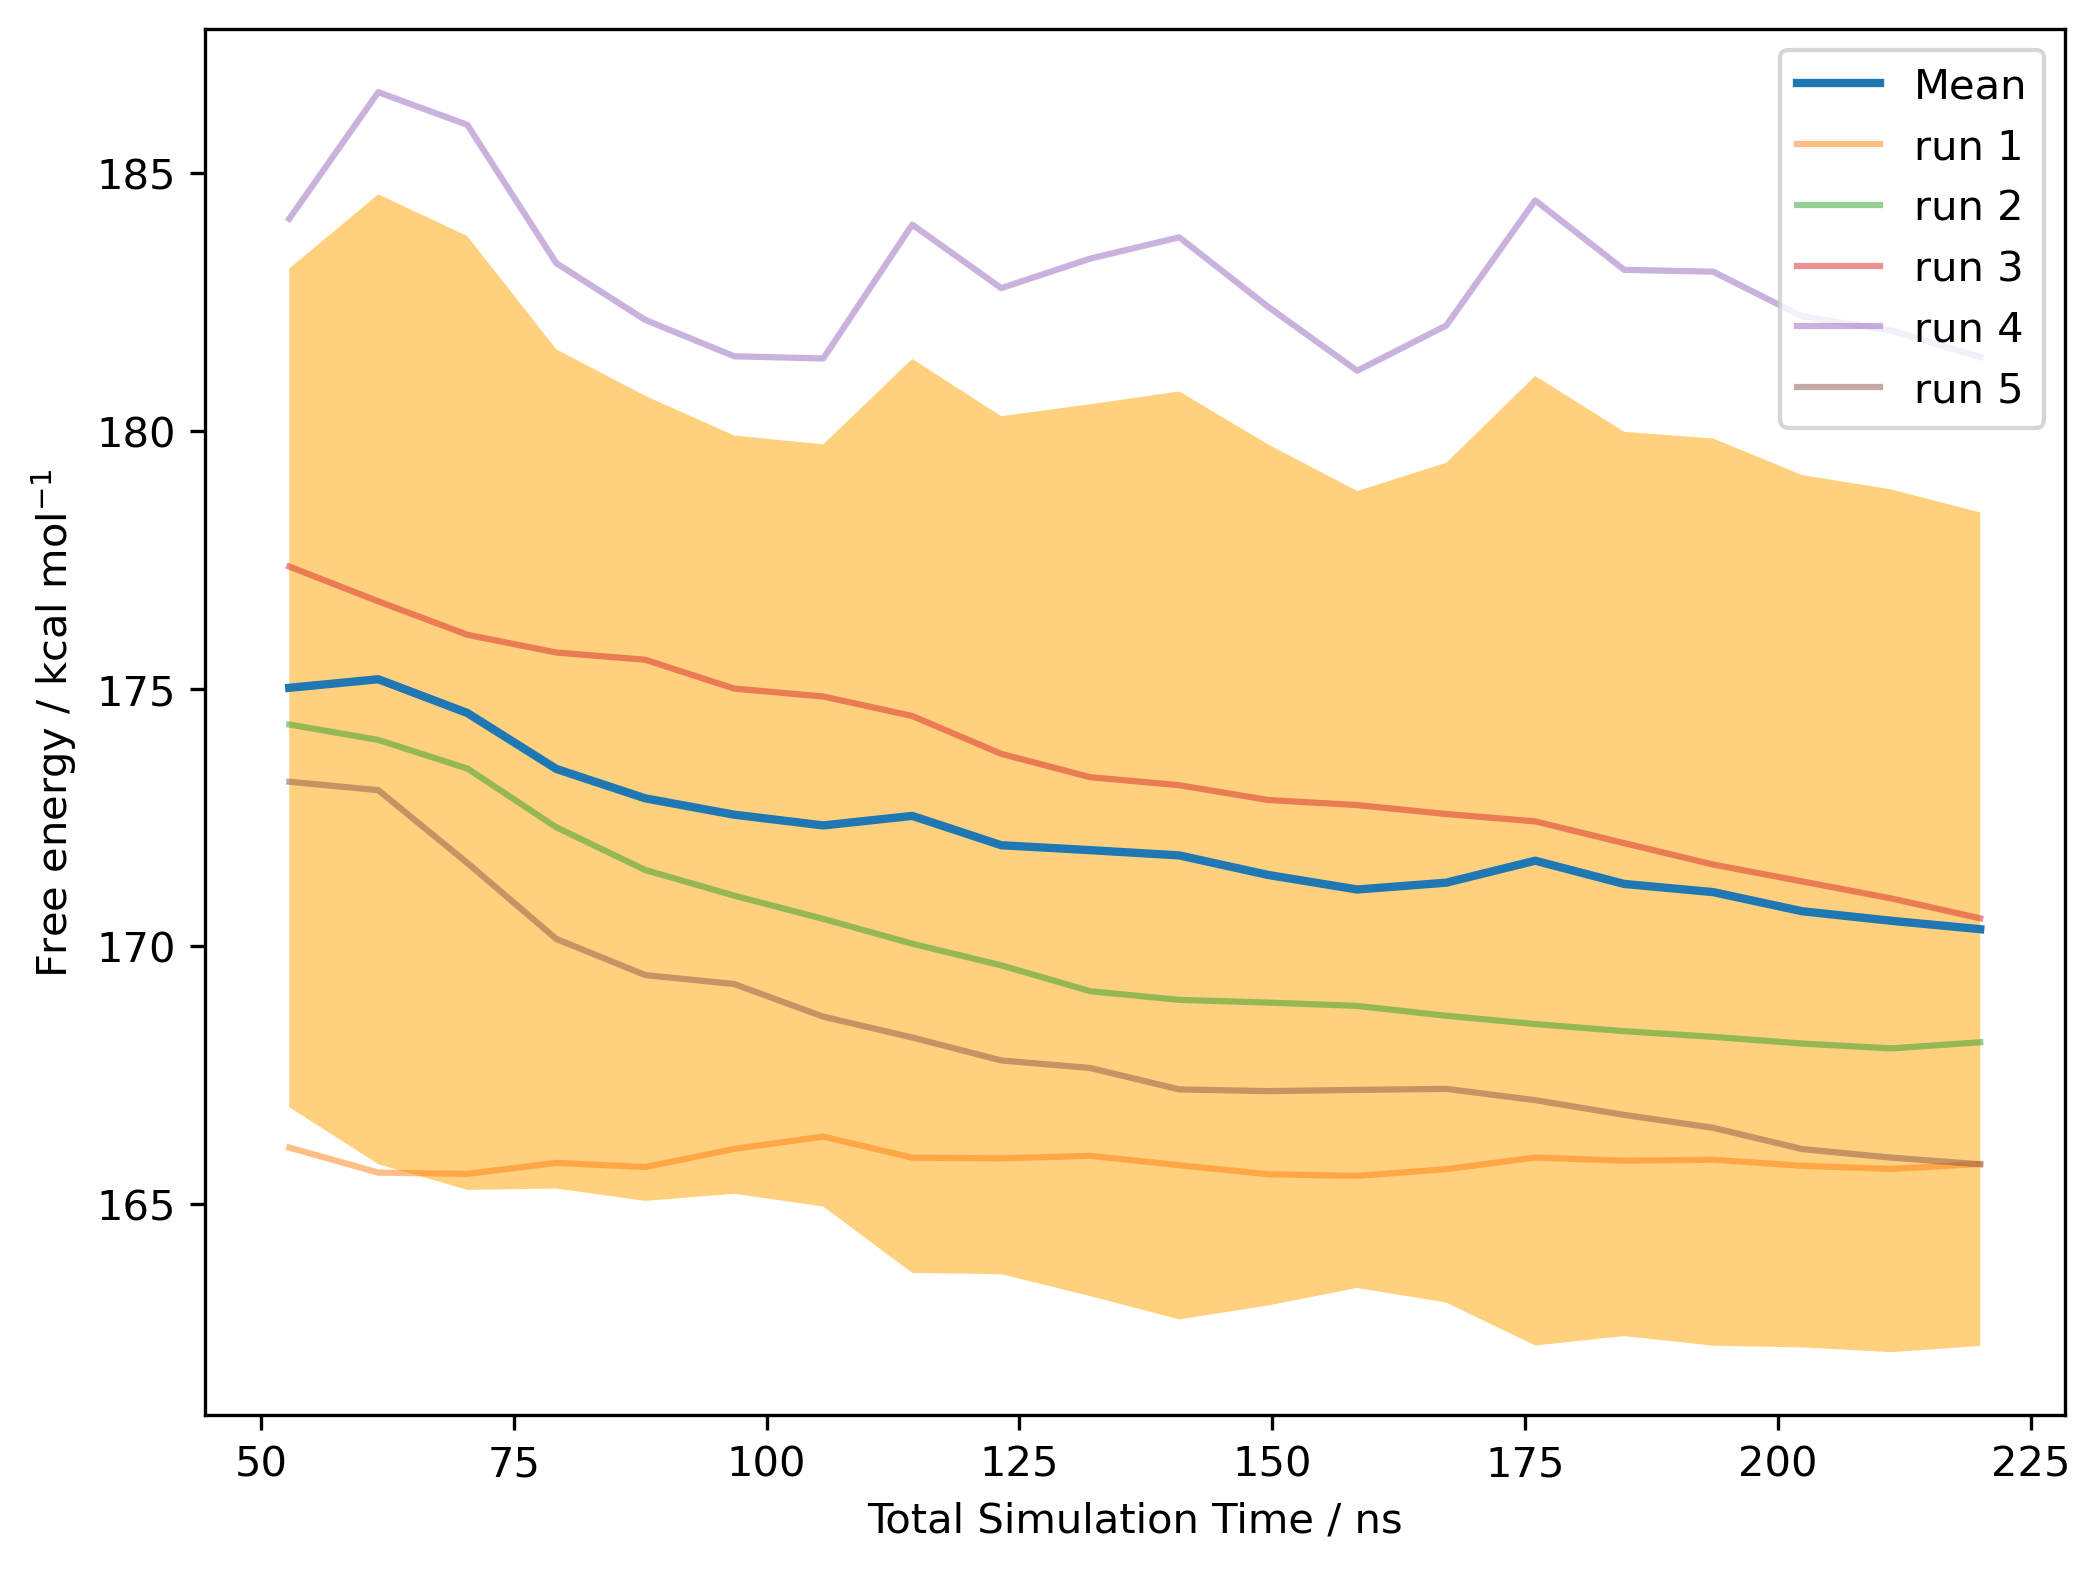 Free energy / kcal mol⁻¹
185
180
175
170
165
50 75 100 125 150 175 200 225
Total Simulation Time / ns
Mean
run 1
run 2
run 3
run 4
run 5